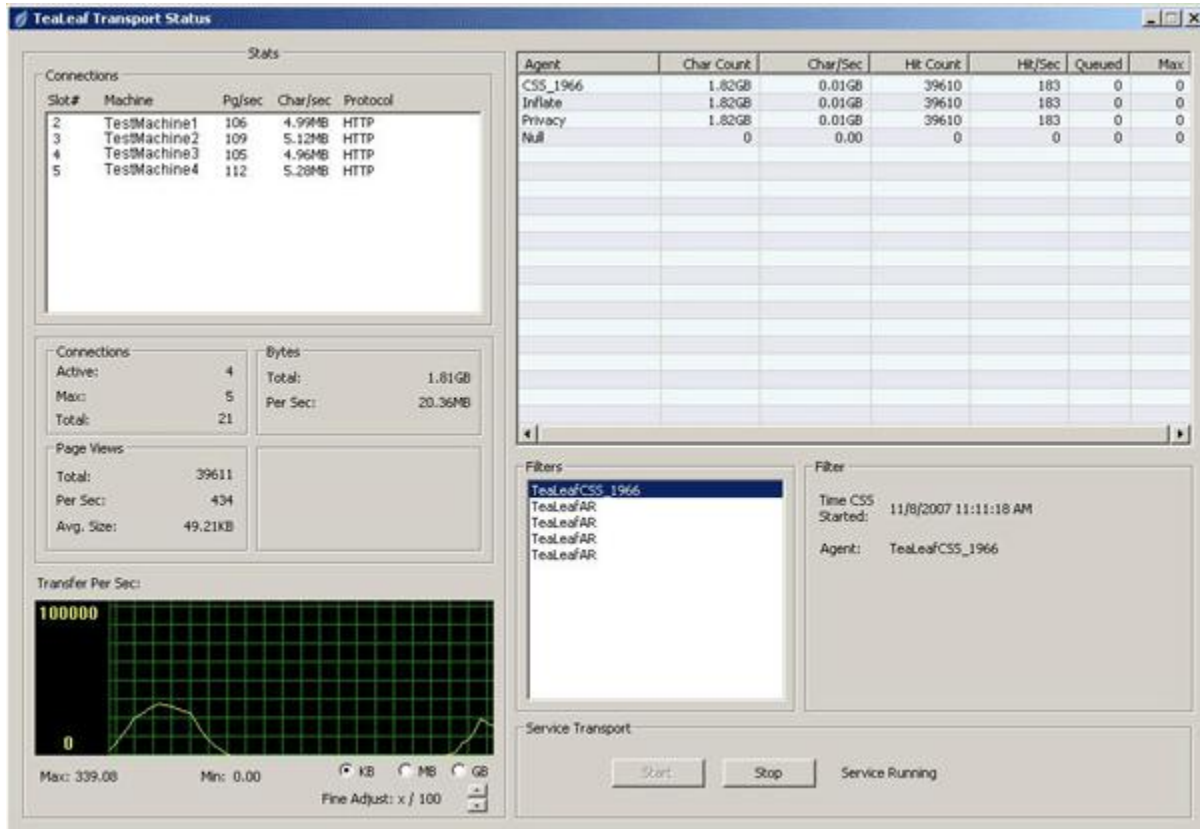 TeaLeaf Transport Status
Stats
Connections
Slot# Machine Pg/sec Char/sec Protocol
2 TestMachine1 106 4.99MB HTTP
3 TestMachine2 109 5.12MB HTTP
4 TestMachine3 105 4.96MB HTTP
5 TestMachine4 112 5.28MB HTTP
Connections
Active: 4
Max: 5
Total: 21
Bytes
Total: 1.81GB
Per Sec: 20.36MB
Page Views
Total: 39611
Per Sec: 434
Avg. Size: 49.21KB
Transfer Per Sec:
100000
0
Max: 339.08 Min: 0.00 KB MB GB
Fine Adjust: x / 100
Agent Char Count Char/Sec Hit Count Hit/Sec Queued Max
CSS_1966 1.82GB 0.01GB 39610 183 0 0
Inflate 1.82GB 0.01GB 39610 183 0 0
Privacy 1.82GB 0.01GB 39610 183 0 0
Null 0 0.00 0 0 0 0
Filters
TeaLeafCSS_1966
TeaLeafAR
TeaLeafAR
TeaLeafAR
TeaLeafAR
Filter
Time CSS
Started: 11/8/2007 11:11:18 AM
Agent: TeaLeafCSS_1966
Service Transport
Start Stop Service Running